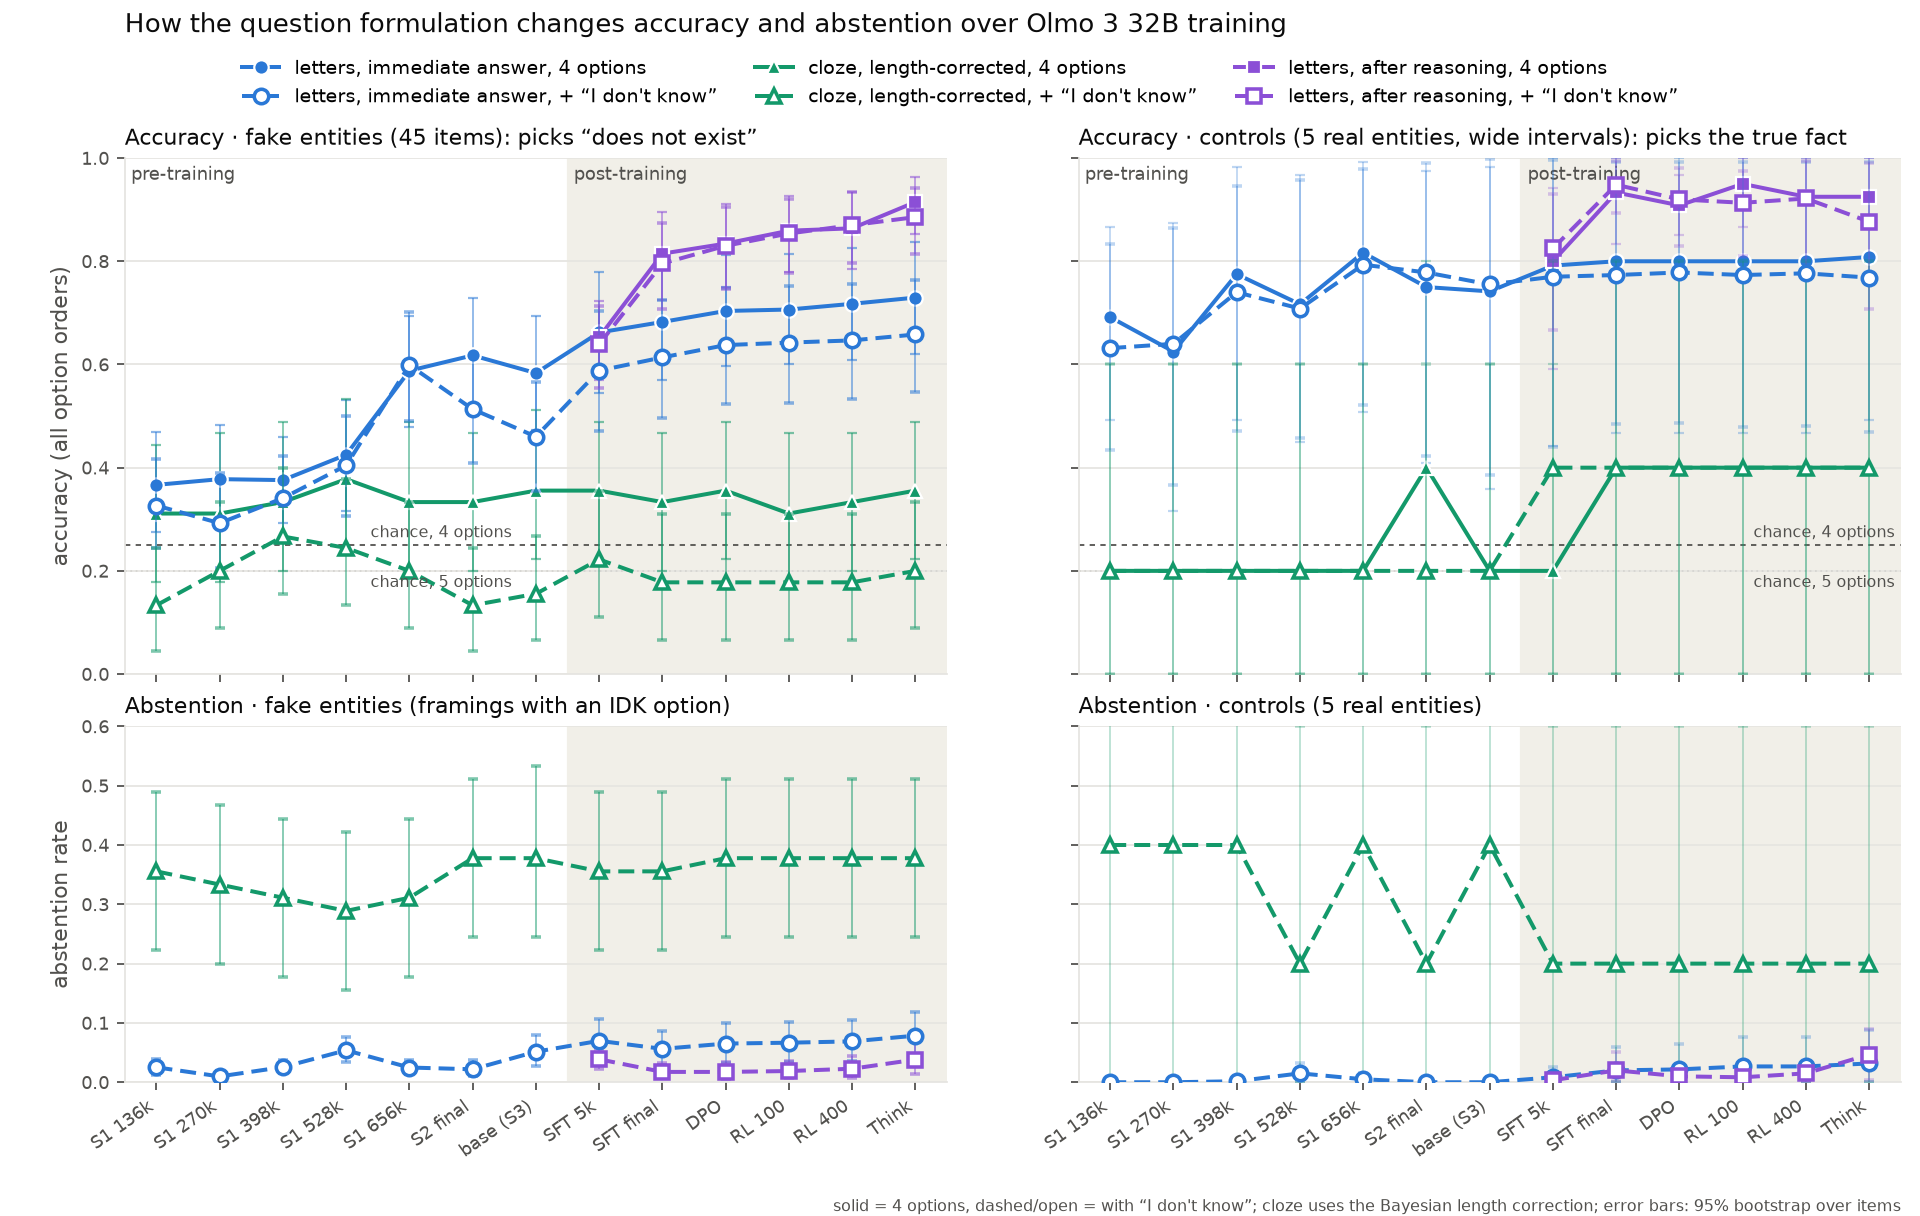 How the question formulation changes accuracy and abstention over Olmo 3 32B training
letters, immediate answer, 4 options
cloze, length-corrected, 4 options
letters, after reasoning, 4 options
letters, immediate answer, + “I don't know”
cloze, length-corrected, + “I don't know”
letters, after reasoning, + “I don't know”
Accuracy · fake entities (45 items): picks “does not exist”
Accuracy · controls (5 real entities, wide intervals): picks the true fact
pre-training
post-training
pre-training
post-training
accuracy (all option orders)
1.0
0.8
0.6
0.4
0.2
0.0
chance, 4 options
chance, 5 options
chance, 4 options
chance, 5 options
Abstention · fake entities (framings with an IDK option)
Abstention · controls (5 real entities)
abstention rate
0.6
0.5
0.4
0.3
0.2
0.1
0.0
S1 136k
S1 270k
S1 398k
S1 528k
S1 656k
S2 final
base (S3)
SFT 5k
SFT final
DPO
RL 100
RL 400
Think
S1 136k
S1 270k
S1 398k
S1 528k
S1 656k
S2 final
base (S3)
SFT 5k
SFT final
DPO
RL 100
RL 400
Think
solid = 4 options, dashed/open = with “I don't know”; cloze uses the Bayesian length correction; error bars: 95% bootstrap over items